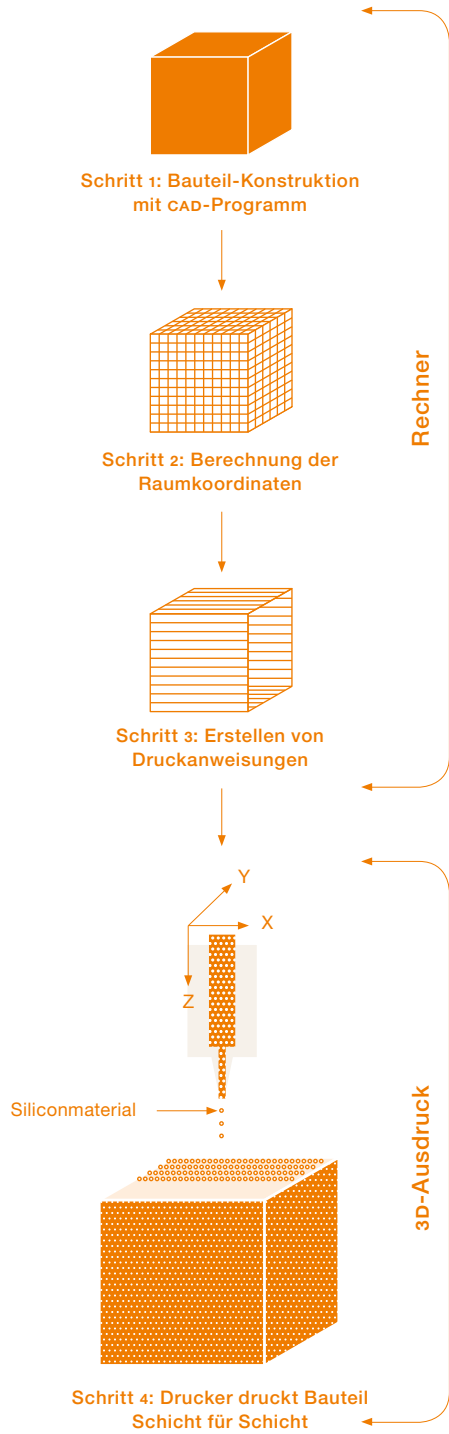 Schritt 1: Bauteil-Konstruktion
mit CAD-Programm
Schritt 2: Berechnung der
Raumkoordinaten
Rechner
Schritt 3: Erstellen von
Druckanweisungen
Y
X
Z
Siliconmaterial
3D-Ausdruck
Schritt 4: Drucker druckt Bauteil
Schicht für Schicht